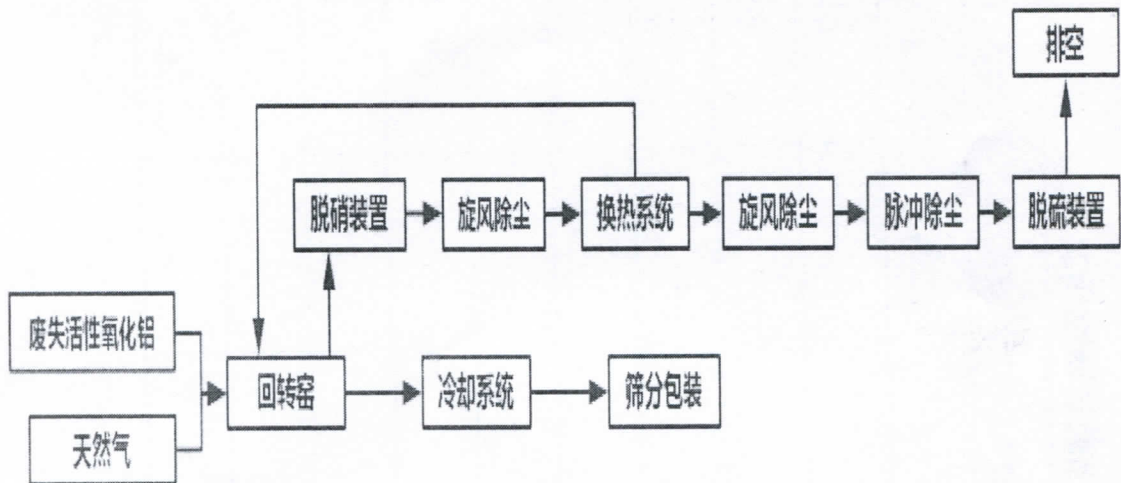 排空
脱硝装置
旋风除尘
换热系统
旋风除尘
脉冲除尘
脱硫装置
废失活性氧化铝
回转窑
冷却系统
筛分包装
天然气